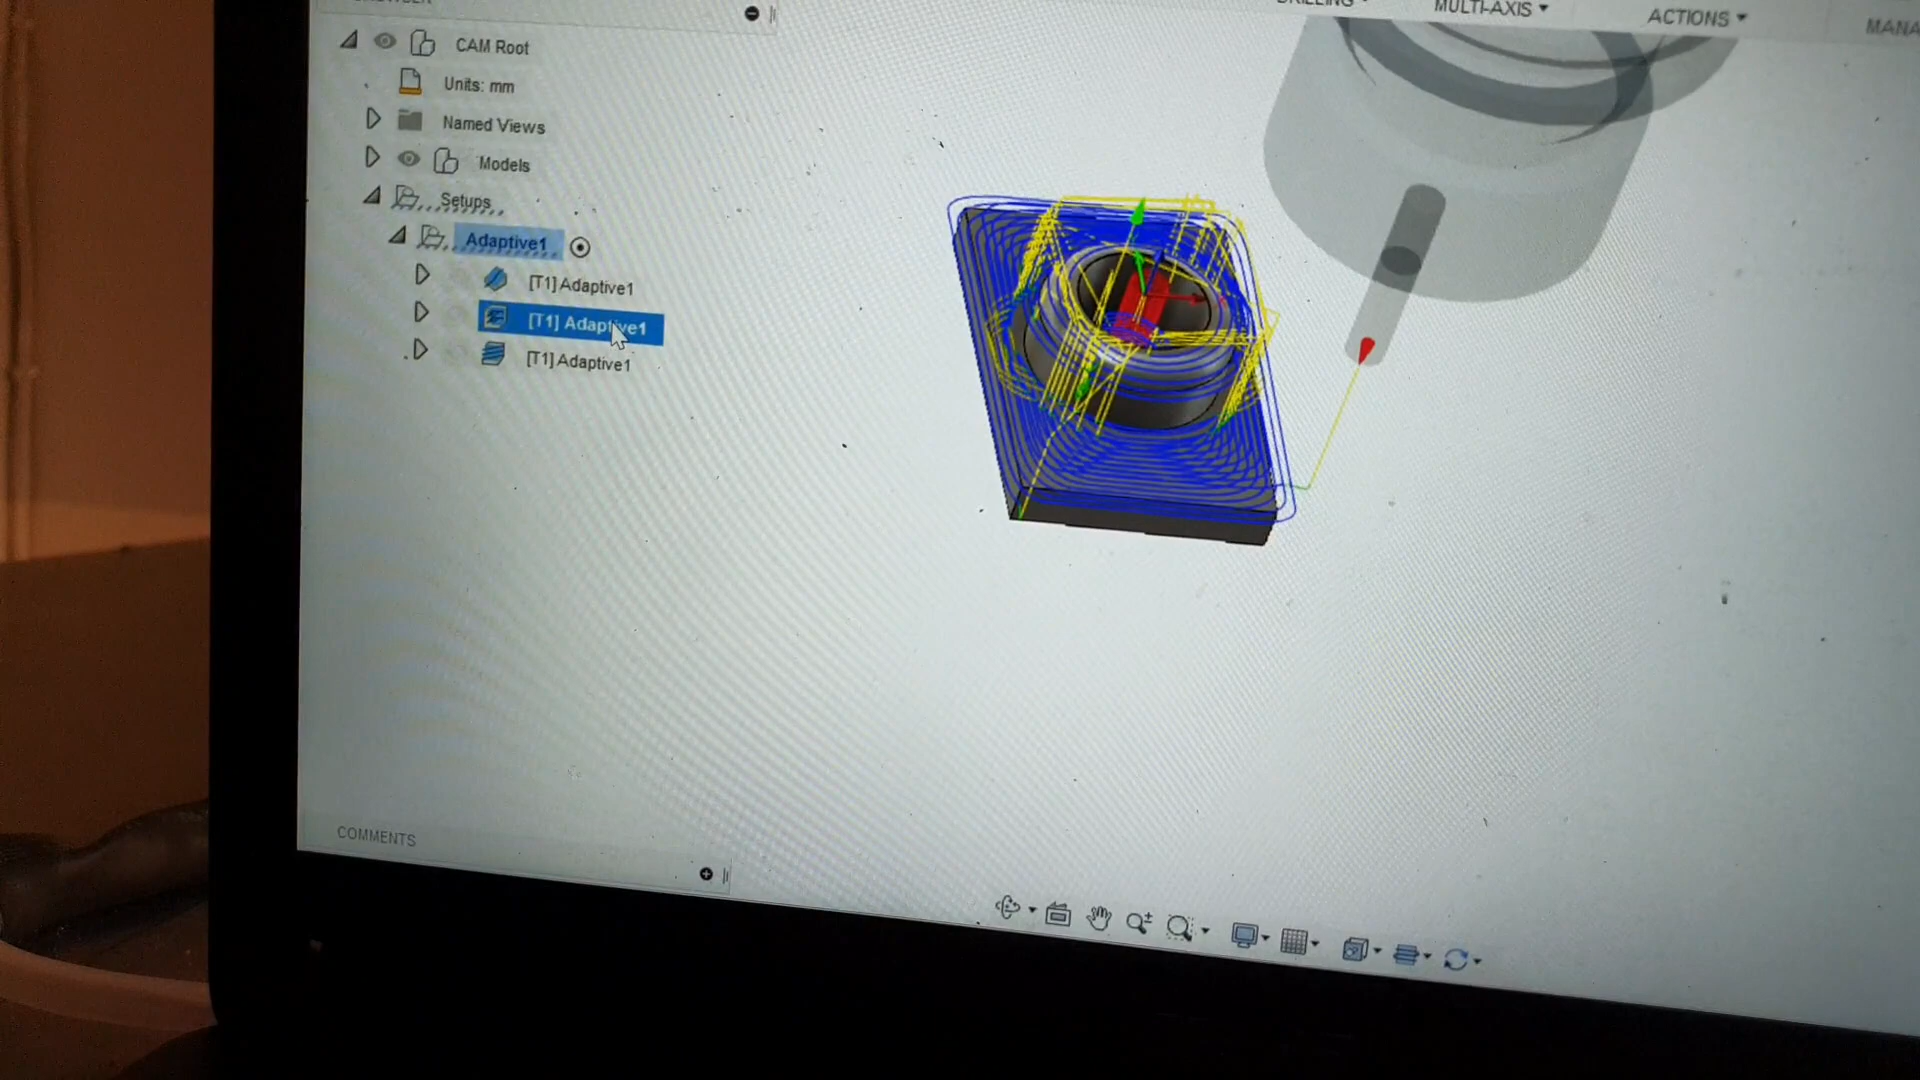 DRILLING
MULTI-AXIS
ACTIONS
CAM Root
Units: mm
Named Views
Models
Setups
Adaptive1
[T1] Adaptive1
[T1] Adaptive1
[T1] Adaptive1
COMMENTS